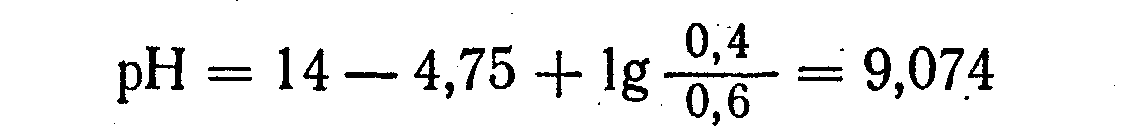 pH = 14 — 4,75 + lg 0,4/0,6 = 9,074